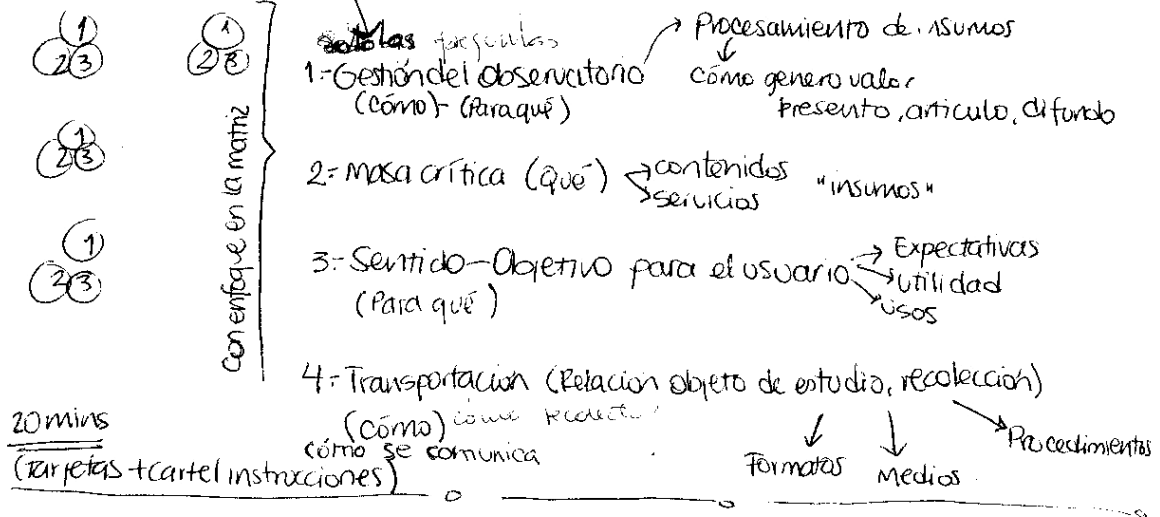 1 1
2 3 2 3
1
2 3
1
2 3
Con enfoque en la matriz
las preguntas
1.- Gestión del observatorio
(Cómo) - (Para qué)
Procesamiento de insumos
Cómo genero valor
Presento, articulo, difundo
2.- Masa crítica (Qué)
contenidos
servicios
"insumos"
3.- Sentido - Objetivo para el usuario
(Para qué)
Expectativas
utilidad
usos
4.- Transportación (Relación objeto de estudio, recolección)
(Cómo) como recolecto
cómo se comunica
Formatos
Medios
Procedimientos
20 mins
(Tarjetas + cartel instrucciones)